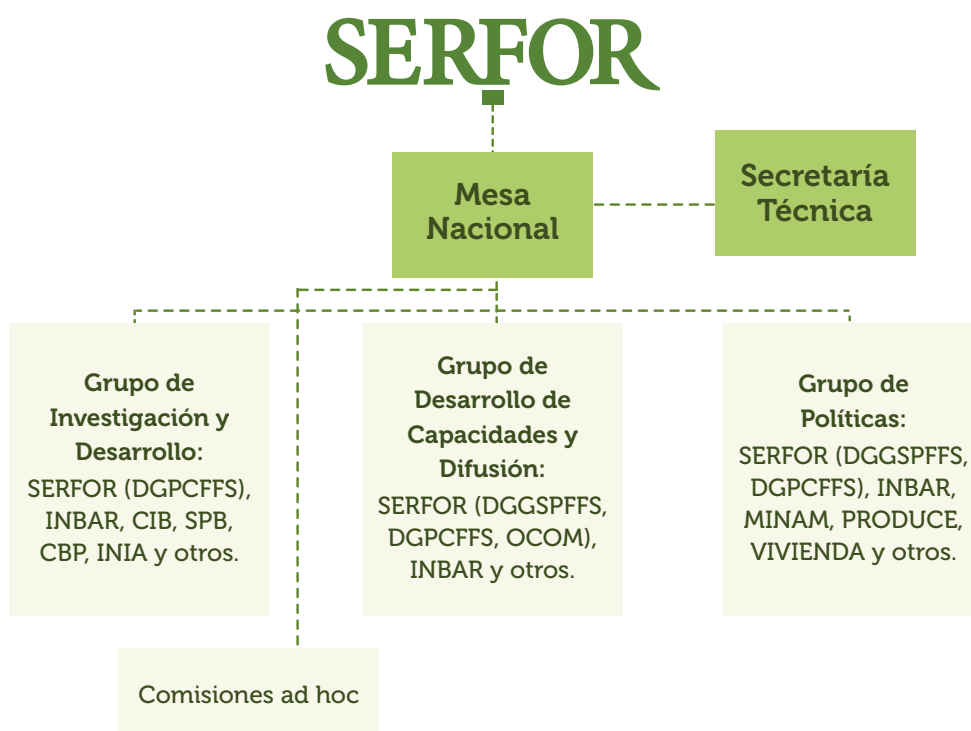 SERFOR
Mesa
Nacional
Secretaría
Técnica
Grupo de
Investigación y
Desarrollo:
SERFOR (DGPCFFS),
INBAR, CIB, SPB,
CBP, INIA y otros.
Grupo de
Desarrollo de
Capacidades y
Difusión:
SERFOR (DGGSPFFS,
DGPCFFS, OCOM),
INBAR y otros.
Grupo de
Políticas:
SERFOR (DGGSPFFS,
DGPCFFS), INBAR,
MINAM, PRODUCE,
VIVIENDA y otros.
Comisiones ad hoc